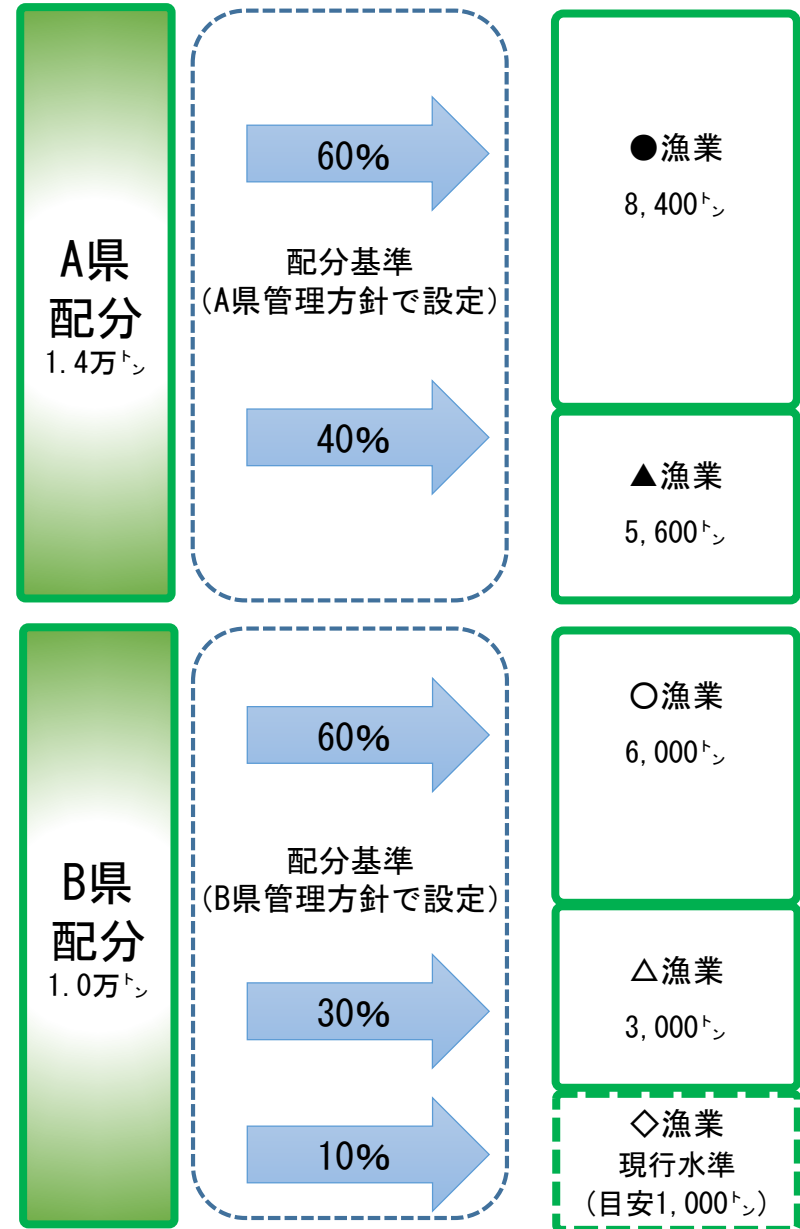 A県
配分
1.4万㌧
60%
配分基準
(A県管理方針で設定)
40%
●漁業
8,400㌧
▲漁業
5,600㌧
B県
配分
1.0万㌧
60%
配分基準
(B県管理方針で設定)
30%
10%
○漁業
6,000㌧
△漁業
3,000㌧
◇漁業
現行水準
(目安1,000㌧)